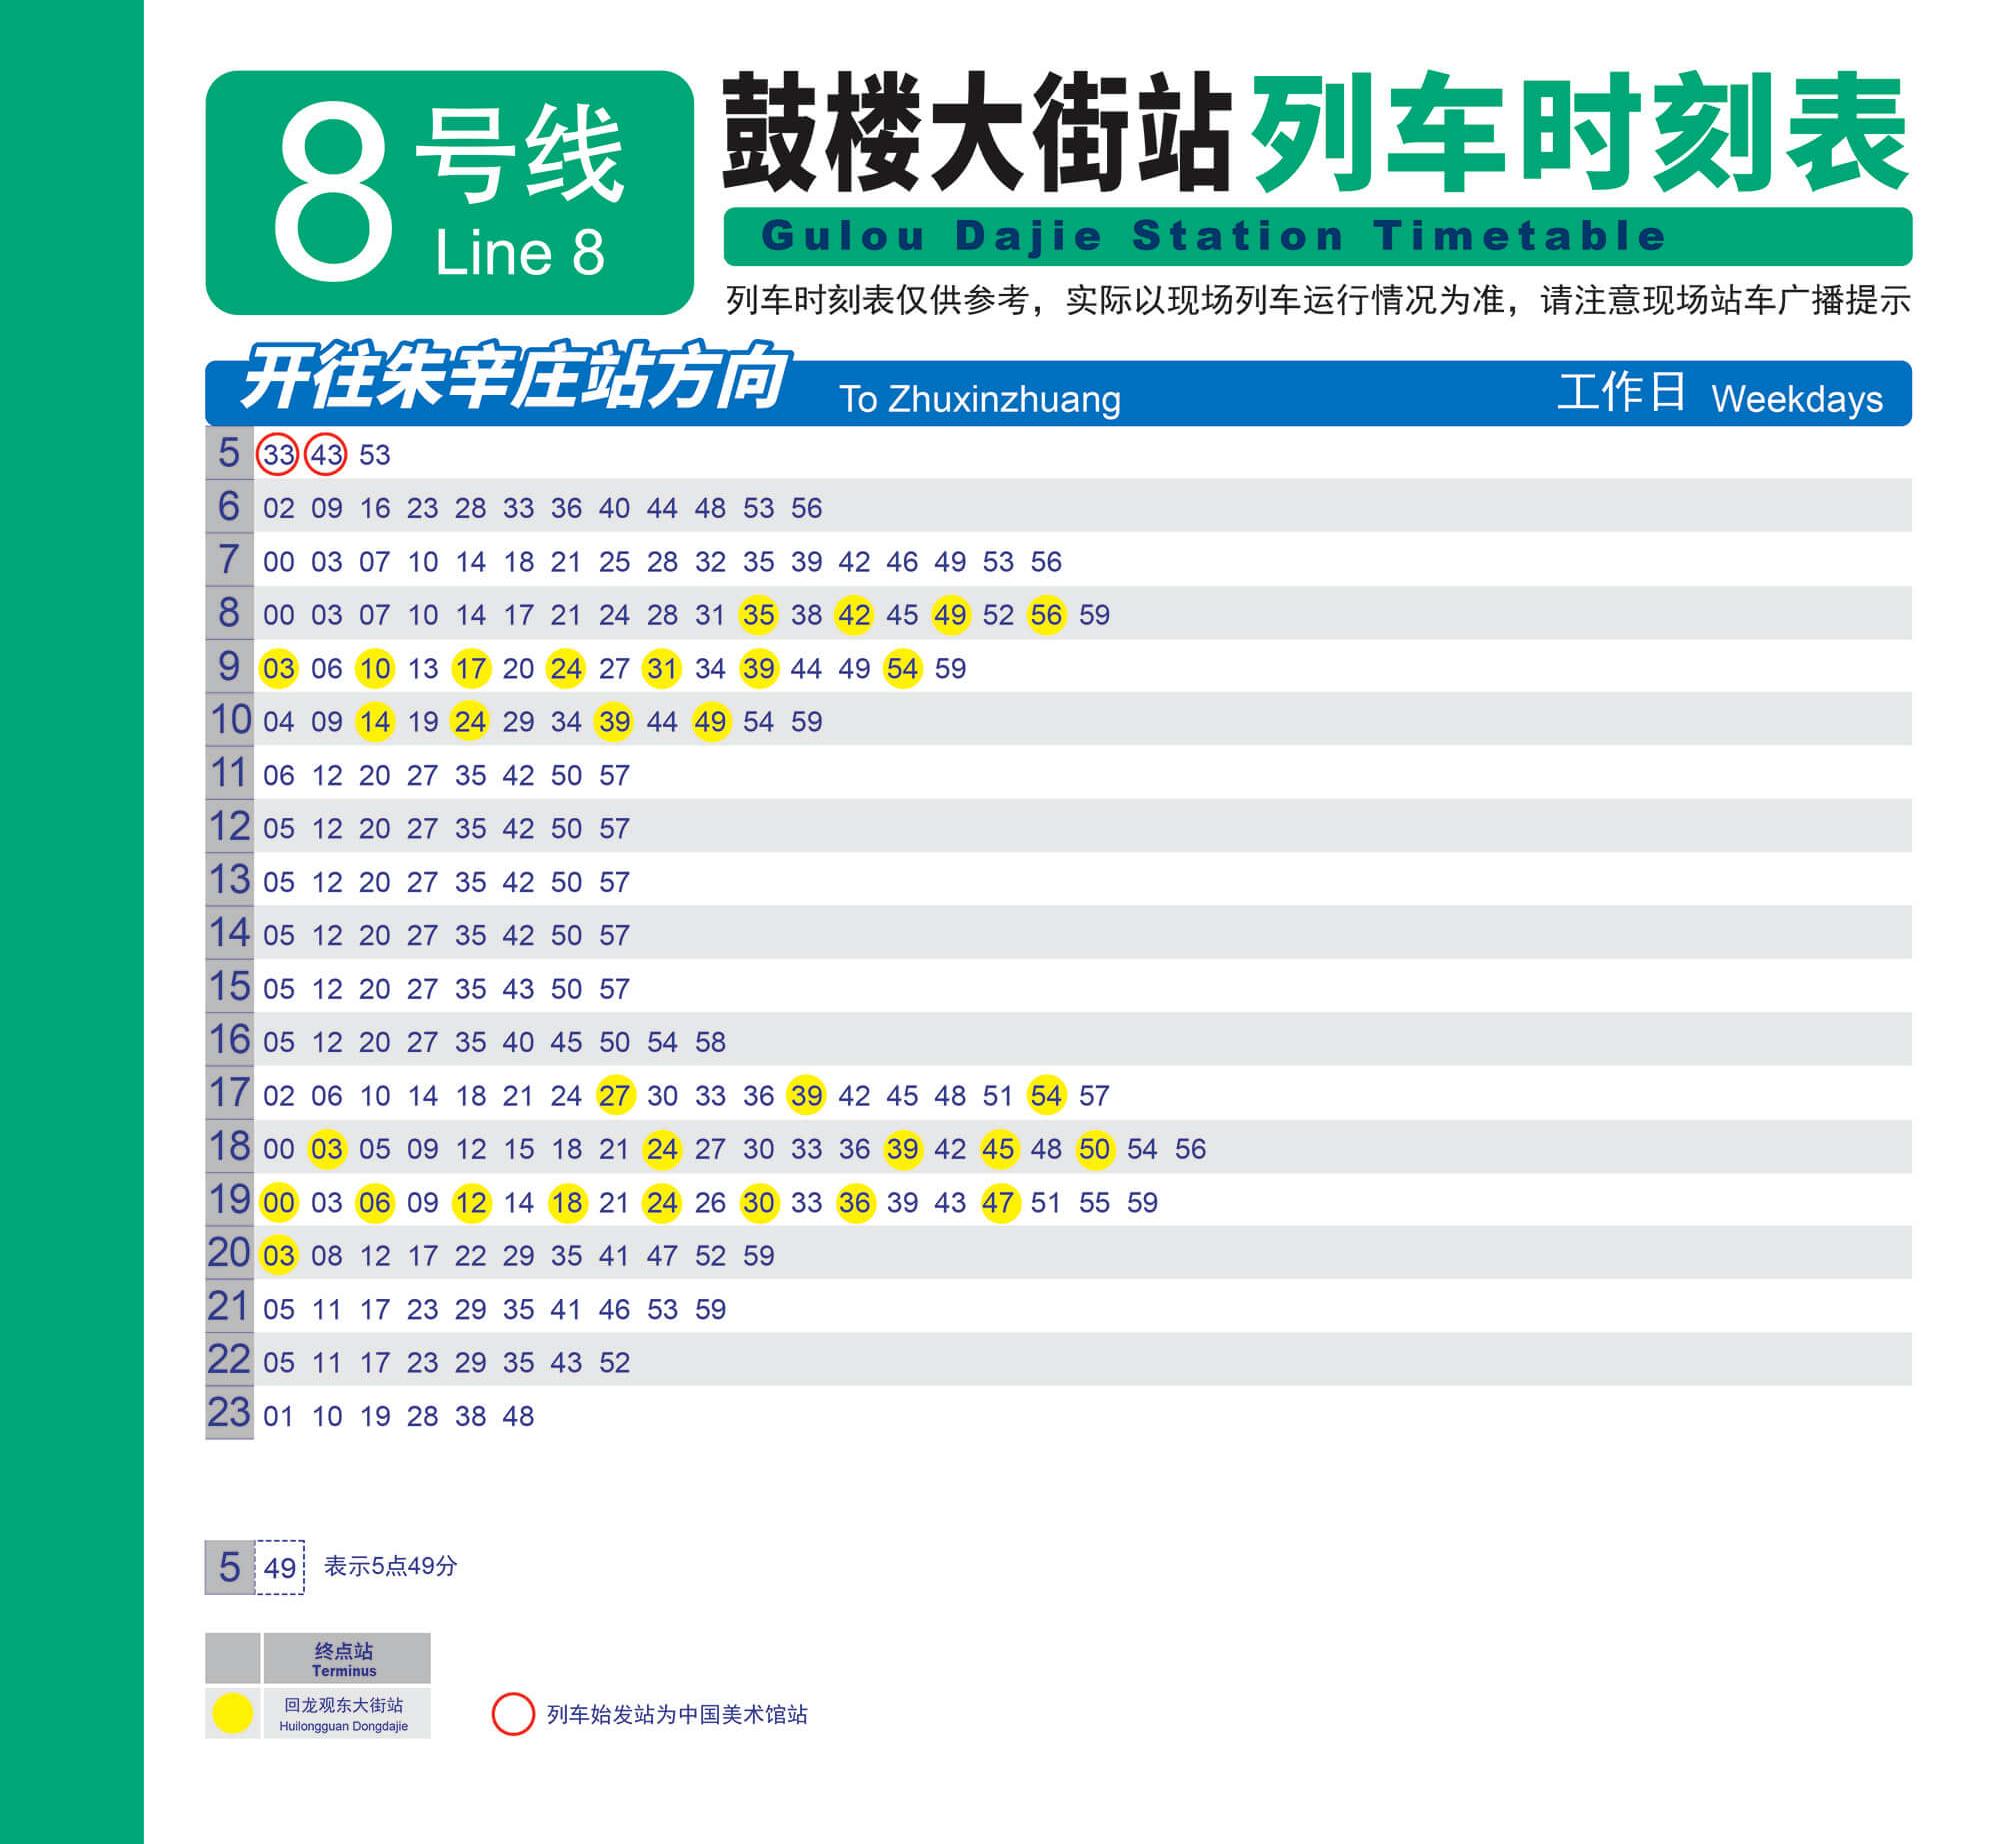 8号线
Line 8
鼓楼大街站列车时刻表
Gulou Dajie Station Timetable
列车时刻表仅供参考，实际以现场列车运行情况为准，请注意现场站车广播提示
开往朱辛庄站方向 To Zhuxinzhuang 工作日 Weekdays
5 33 43 53
6 02 09 16 23 28 33 36 40 44 48 53 56
7 00 03 07 10 14 18 21 25 28 32 35 39 42 46 49 53 56
8 00 03 07 10 14 17 21 24 28 31 35 38 42 45 49 52 56 59
9 03 06 10 13 17 20 24 27 31 34 39 44 49 54 59
10 04 09 14 19 24 29 34 39 44 49 54 59
11 06 12 20 27 35 42 50 57
12 05 12 20 27 35 42 50 57
13 05 12 20 27 35 42 50 57
14 05 12 20 27 35 42 50 57
15 05 12 20 27 35 43 50 57
16 05 12 20 27 35 40 45 50 54 58
17 02 06 10 14 18 21 24 27 30 33 36 39 42 45 48 51 54 57
18 00 03 05 09 12 15 18 21 24 27 30 33 36 39 42 45 48 50 54 56
19 00 03 06 09 12 14 18 21 24 26 30 33 36 39 43 47 51 55 59
20 03 08 12 17 22 29 35 41 47 52 59
21 05 11 17 23 29 35 41 46 53 59
22 05 11 17 23 29 35 43 52
23 01 10 19 28 38 48
5 49 表示5点49分
终点站
Terminus
回龙观东大街站
Huilongguan Dongdajie
列车始发站为中国美术馆站